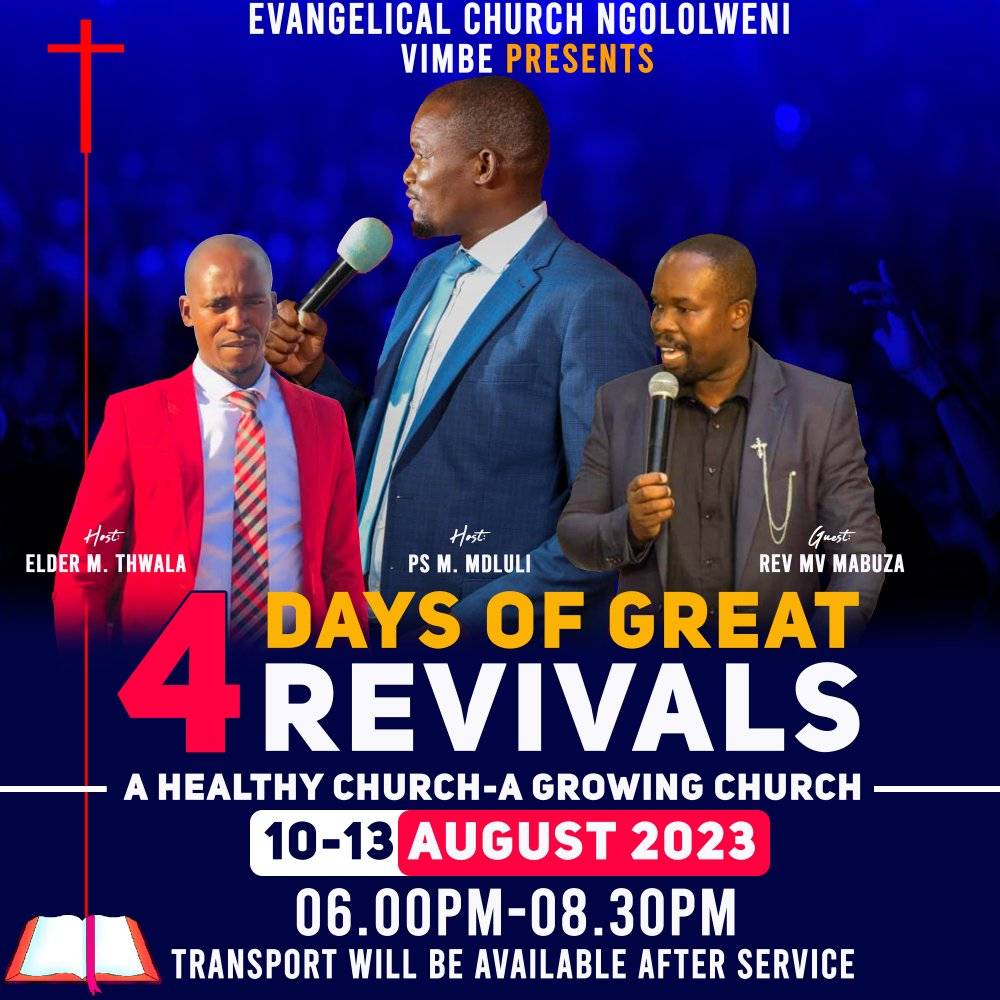 EVANGELICAL CHURCH NGOLOLWENI
VIMBE PRESENTS
Host:
ELDER M. THWALA
Host:
PS M. MDLULI
Guest:
REV MV MABUZA
4 DAYS OF GREAT
REVIVALS
A HEALTHY CHURCH-A GROWING CHURCH
10-13 AUGUST 2023
06.00PM-08.30PM
TRANSPORT WILL BE AVAILABLE AFTER SERVICE